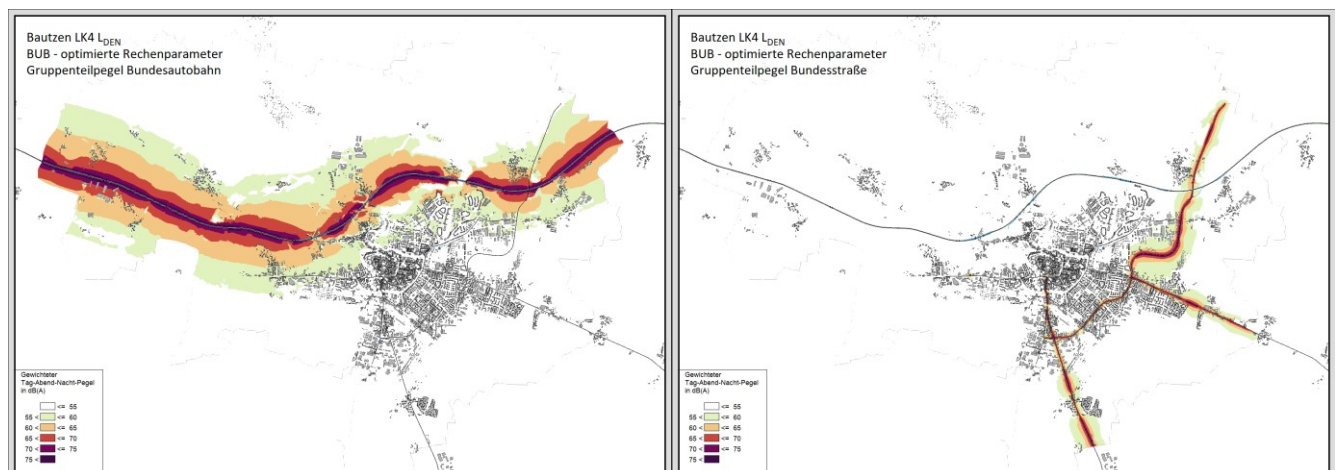 Bautzen LK4 LDEN
BUB - optimierte Rechenparameter
Gruppenteilpegel Bundesautobahn
Gewichteter
Tag-Abend-Nacht-Pegel
in dB(A)
<= 55
55 < <= 60
60 < <= 65
65 < <= 70
70 < <= 75
75 <
Bautzen LK4 LDEN
BUB - optimierte Rechenparameter
Gruppenteilpegel Bundesstraße
Gewichteter
Tag-Abend-Nacht-Pegel
in dB(A)
<= 55
55 < <= 60
60 < <= 65
65 < <= 70
70 < <= 75
75 <